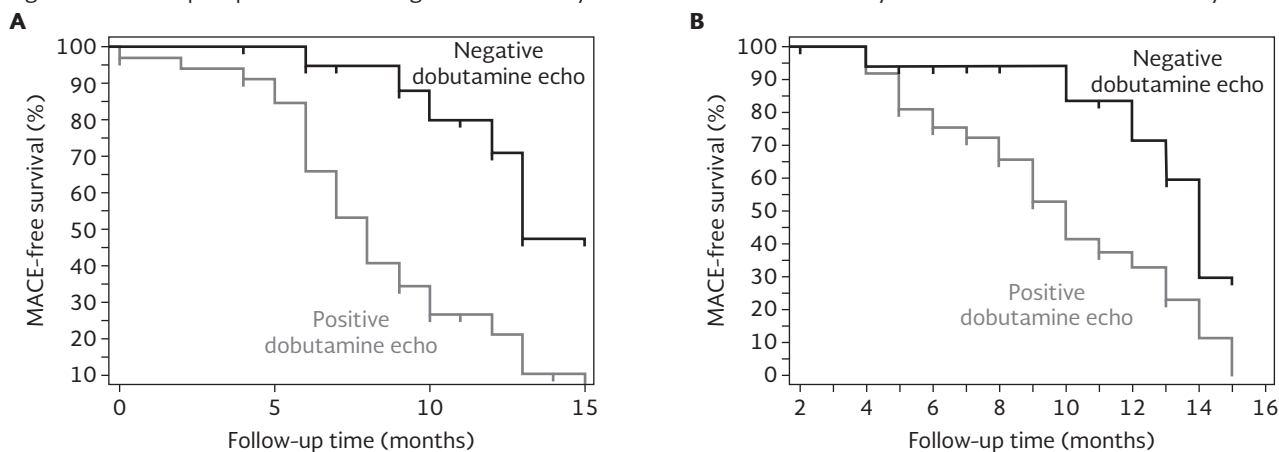 A
100
90
80
70
60
50
40
30
20
10
MACE-free survival (%)
Negative
dobutamine echo
Positive
dobutamine echo
0 5 10 15
Follow-up time (months)
B
100
90
80
70
60
50
40
30
20
10
0
MACE-free survival (%)
Negative
dobutamine echo
Positive
dobutamine echo
2 4 6 8 10 12 14 16
Follow-up time (months)